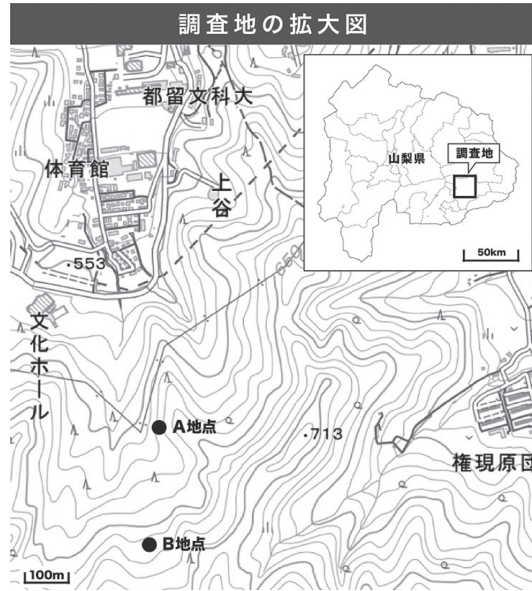 調査地の拡大図
都留文科大
体育館
上谷
・553
文化ホール
650
山梨県
調査地
50km
A地点
・713
権現原団
B地点
100m